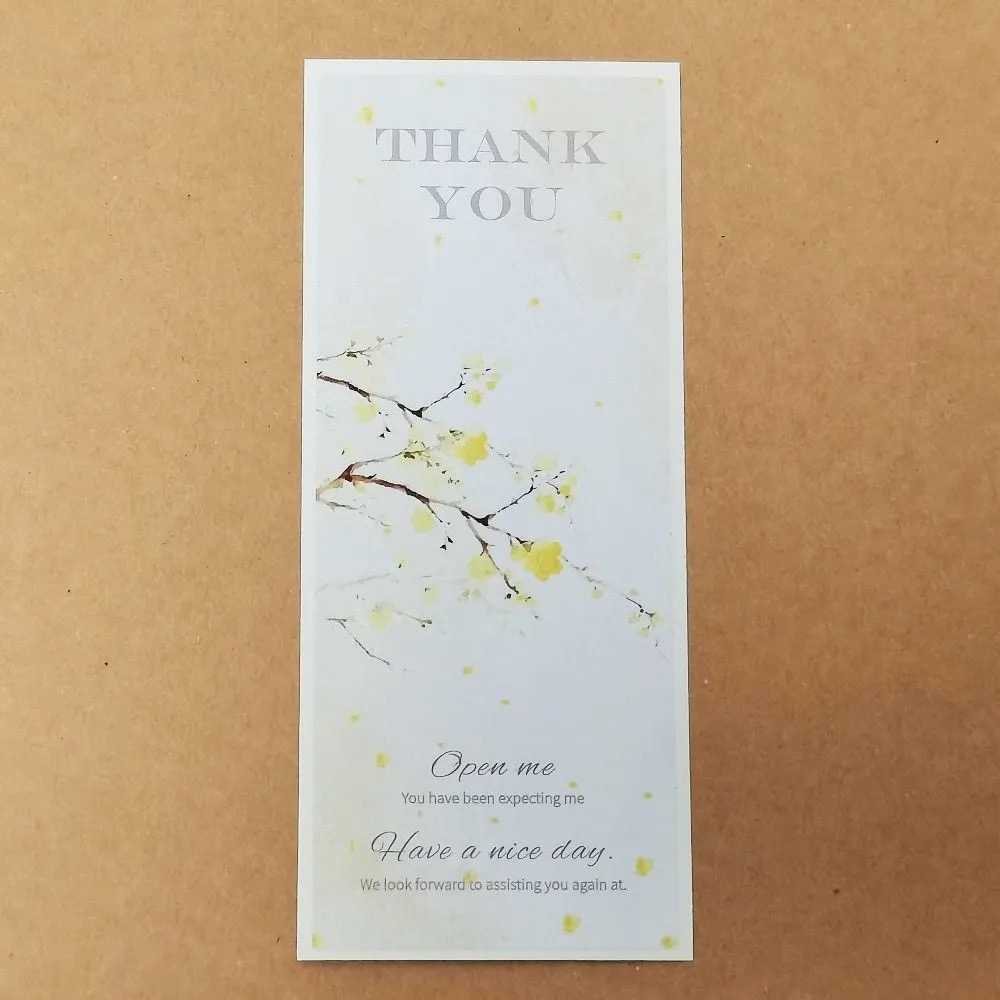 THANK
YOU
Open me
You have been expecting me
Have a nice day.
We look forward to assisting you again at.